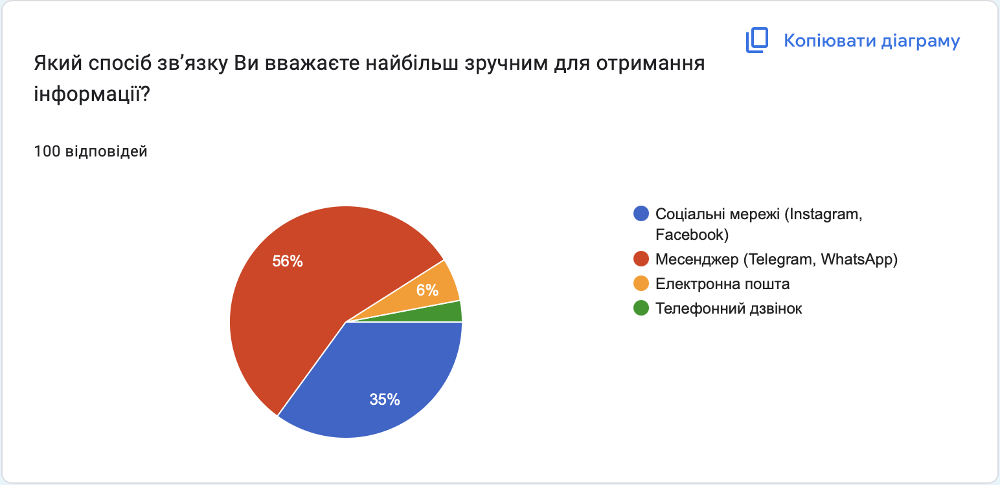 Копіювати діаграму
Який спосіб зв’язку Ви вважаєте найбільш зручним для отримання
інформації?
100 відповідей
56%
6%
35%
Соціальні мережі (Instagram,
Facebook)
Месенджер (Telegram, WhatsApp)
Електронна пошта
Телефонний дзвінок